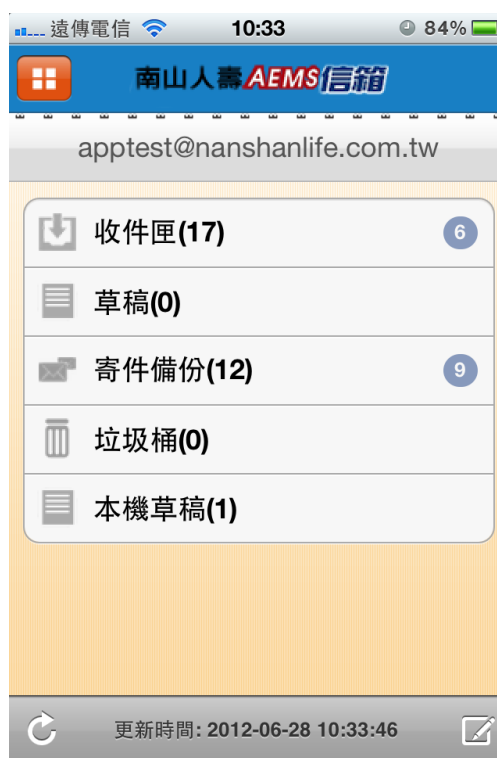 遠傳電信 10:33 84%
南山人壽AEMS信箱
apptest@nanshanlife.com.tw
收件匣(17) 6
草稿(0)
寄件備份(12) 9
垃圾桶(0)
本機草稿(1)
更新時間: 2012-06-28 10:33:46